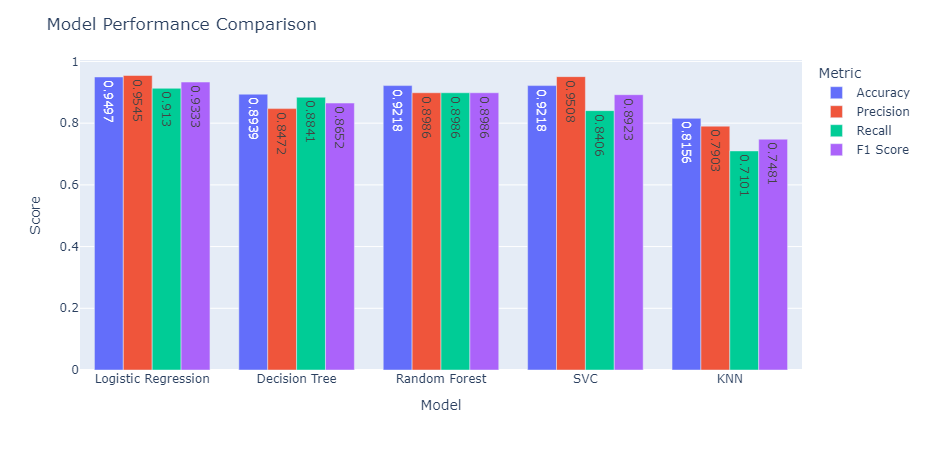 Model Performance Comparison
1
0.8
0.6
0.4
0.2
0
Score
0.9497
0.9545
0.913
0.9333
0.8939
0.8472
0.8841
0.8652
0.9218
0.8986
0.8986
0.8986
0.9218
0.9508
0.8406
0.8923
0.8156
0.7903
0.7101
0.7481
Logistic Regression
Decision Tree
Random Forest
SVC
KNN
Model
Metric
Accuracy
Precision
Recall
F1 Score